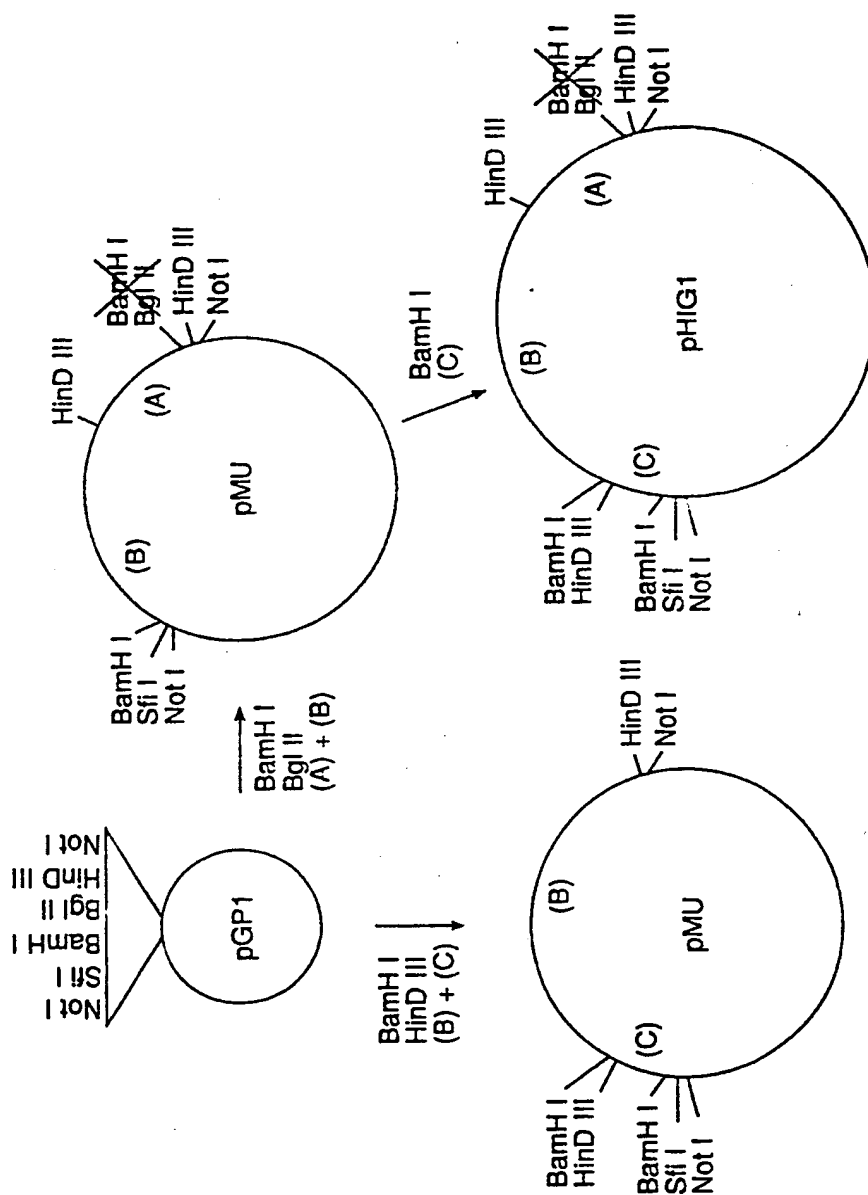 Not I
Sfi I
BamH I
Bgl II
HinD III
Not I
pGP1
BamH I
Bgl II
(A) + (B)
BamH I
HinD III
(B) + (C)
BamH I
Sfi I
Not I
(B)
HinD III
(A)
BamH I
Bgl II
HinD III
Not I
pMU
BamH I
(C)
BamH I
HinD III
(C)
BamH I
Sfi I
Not I
(B)
HinD III
Not I
pMU
BamH I
HinD III
(C)
BamH I
Sfi I
Not I
(B)
HinD III
(A)
BamH I
Bgl II
HinD III
Not I
pHIG1